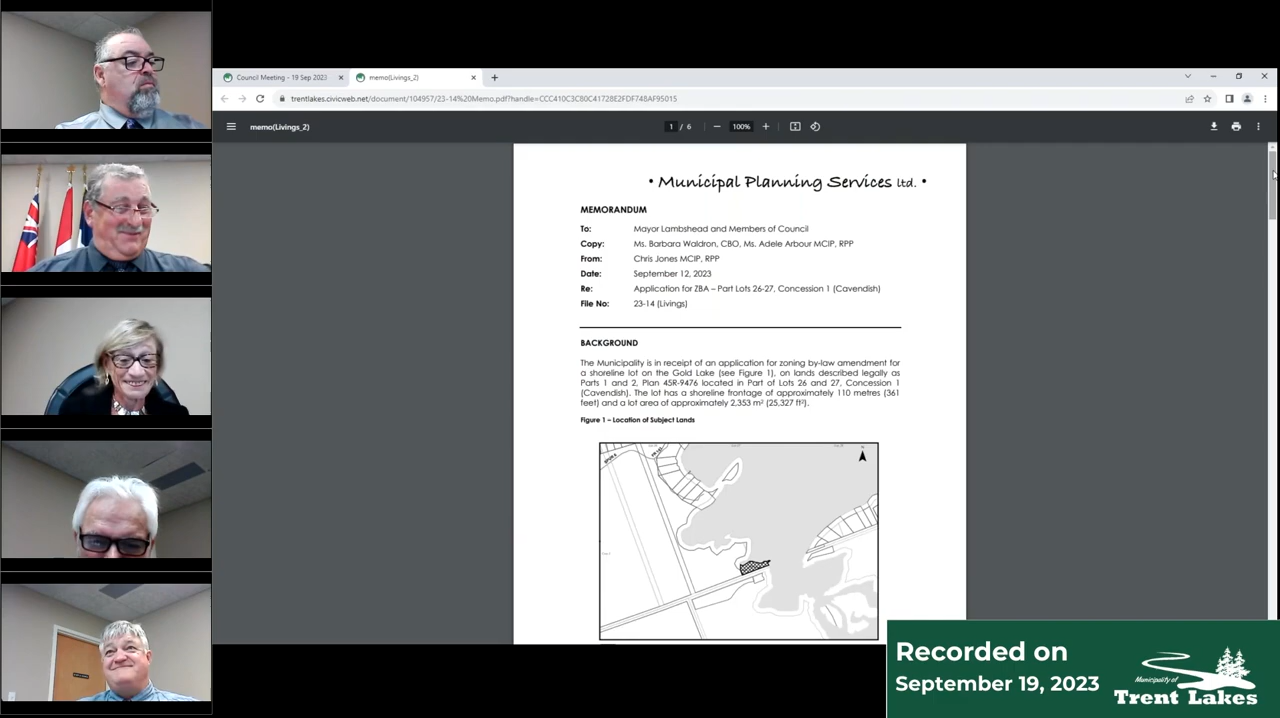 Council Meeting - 19 Sep 2023
memo(Livings_2)
trentlakes.civicweb.net/document/104957/23-14%20Memo.pdf?handle=CCC410C3C80C41728E2FDF748AF95015
memo(Livings_2)
1 / 6
100%
• Municipal Planning Services ltd. •
MEMORANDUM
To: Mayor Lambshead and Members of Council
Copy: Ms. Barbara Waldron, CBO, Ms. Adele Arbour MCIP, RPP
From: Chris Jones MCIP, RPP
Date: September 12, 2023
Re: Application for ZBA – Part Lots 26-27, Concession 1 (Cavendish)
File No: 23-14 (Livings)
BACKGROUND
The Municipality is in receipt of an application for zoning by-law amendment for
a shoreline lot on the Gold Lake (see Figure 1), on lands described legally as
Parts 1 and 2, Plan 45R-9476 located in Part of Lots 26 and 27, Concession 1
(Cavendish). The lot has a shoreline frontage of approximately 110 metres (361
feet) and a lot area of approximately 2,353 m² (25,327 ft²).
Figure 1 – Location of Subject Lands
Recorded on
September 19, 2023
Municipality of
Trent Lakes